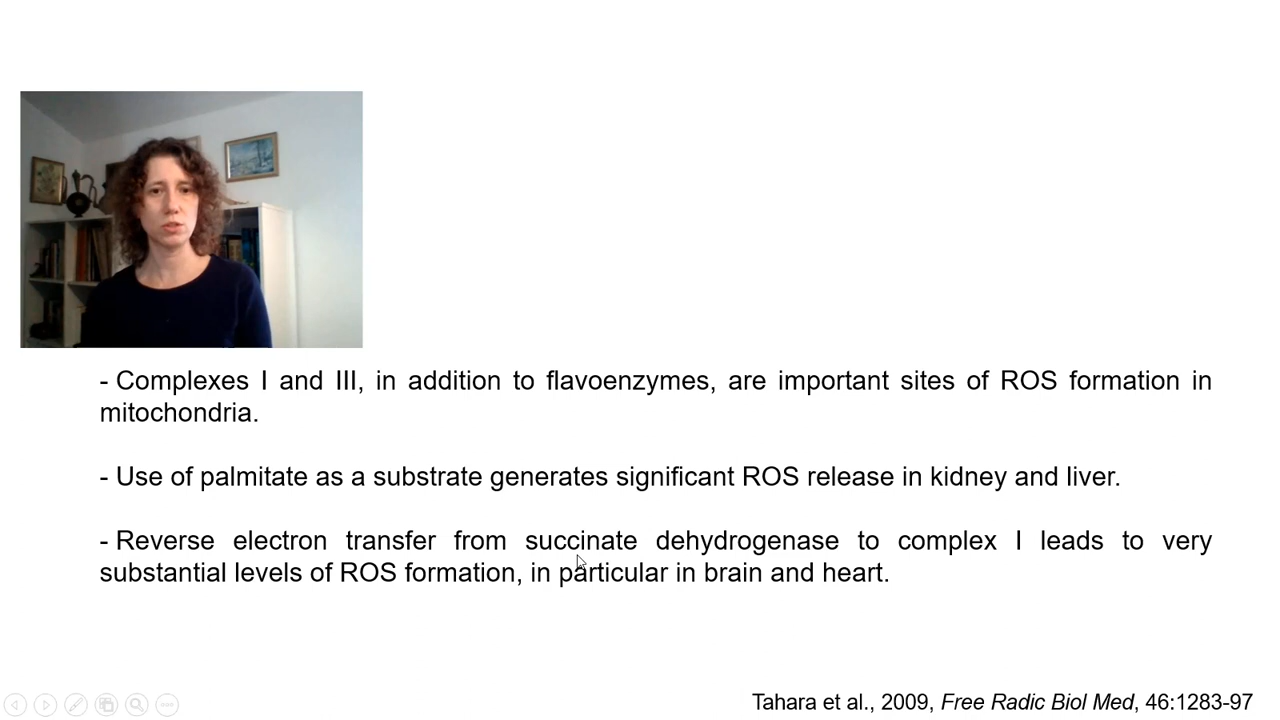 - Complexes I and III, in addition to flavoenzymes, are important sites of ROS formation in
mitochondria.
- Use of palmitate as a substrate generates significant ROS release in kidney and liver.
- Reverse electron transfer from succinate dehydrogenase to complex I leads to very
substantial levels of ROS formation, in particular in brain and heart.
Tahara et al., 2009, Free Radic Biol Med, 46:1283-97